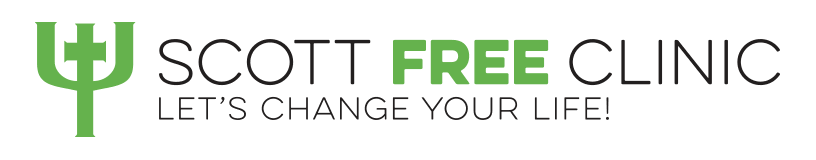 SCOTT FREE CLINIC
LET'S CHANGE YOUR LIFE!